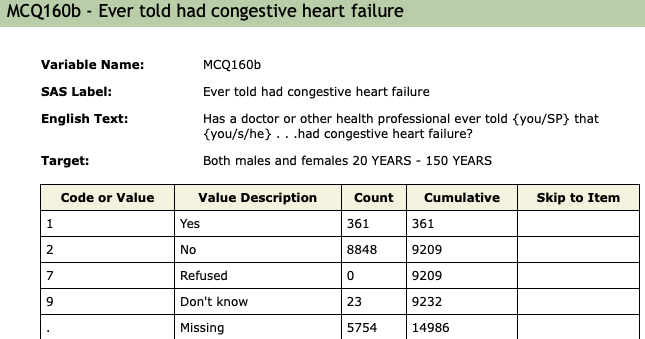 MCQ160b - Ever told had congestive heart failure
Variable Name: MCQ160b
SAS Label: Ever told had congestive heart failure
English Text: Has a doctor or other health professional ever told {you/SP} that
{you/s/he} . . .had congestive heart failure?
Target: Both males and females 20 YEARS - 150 YEARS
Code or Value Value Description Count Cumulative Skip to Item
1 Yes 361 361
2 No 8848 9209
7 Refused 0 9209
9 Don't know 23 9232
. Missing 5754 14986